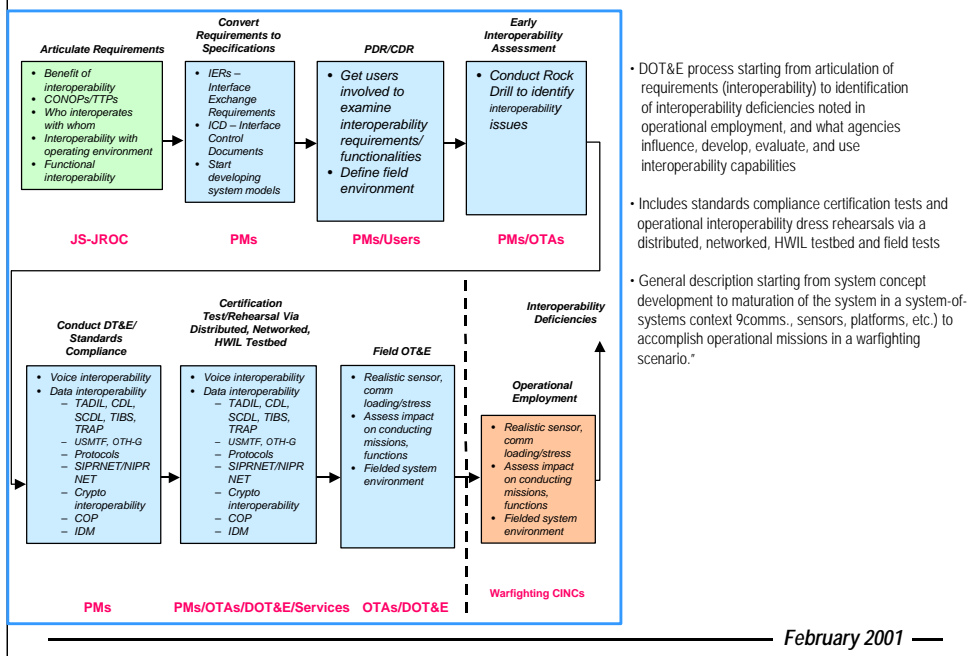 Articulate Requirements
• Benefit of
interoperability
• CONOPs/TTPs
• Who interoperates
with whom
• Interoperability with
operating environment
• Functional
interoperability
JS-JROC
Convert
Requirements to
Specifications
• IERs –
Interface
Exchange
Requirements
• ICD – Interface
Control
Documents
• Start
developing
system models
PMs
PDR/CDR
• Get users
involved to
examine
interoperability
requirements/
functionalities
• Define field
environment
PMs/Users
Early
Interoperability
Assessment
• Conduct Rock
Drill to identify
interoperability
issues
PMs/OTAs
Conduct DT&E/
Standards
Compliance
• Voice interoperability
• Data interoperability
– TADIL, CDL,
SCDL, TIBS,
TRAP
– USMTF, OTH-G
– Protocols
– SIPRNET/NIPR
NET
– Crypto
interoperability
– COP
– IDM
PMs
Certification
Test/Rehearsal Via
Distributed, Networked,
HWIL Testbed
• Voice interoperability
• Data interoperability
– TADIL, CDL,
SCDL, TIBS,
TRAP
– USMTF, OTH-G
– Protocols
– SIPRNET/NIPR
NET
– Crypto
interoperability
– COP
– IDM
PMs/OTAs/DOT&E/Services
Field OT&E
• Realistic sensor,
comm
loading/stress
• Assess impact
on conducting
missions,
functions
• Fielded system
environment
OTAs/DOT&E
Interoperability
Deficiencies
Operational
Employment
• Realistic sensor,
comm
loading/stress
• Assess impact
on conducting
missions,
functions
• Fielded system
environment
Warfighting CINCs
• DOT&E process starting from articulation of
requirements (interoperability) to identification
of interoperability deficiencies noted in
operational employment, and what agencies
influence, develop, evaluate, and use
interoperability capabilities
• Includes standards compliance certification tests and
operational interoperability dress rehearsals via a
distributed, networked, HWIL testbed and field tests
• General description starting from system concept
development to maturation of the system in a system-of-
systems context 9comms., sensors, platforms, etc.) to
accomplish operational missions in a warfighting
scenario.”
February 2001